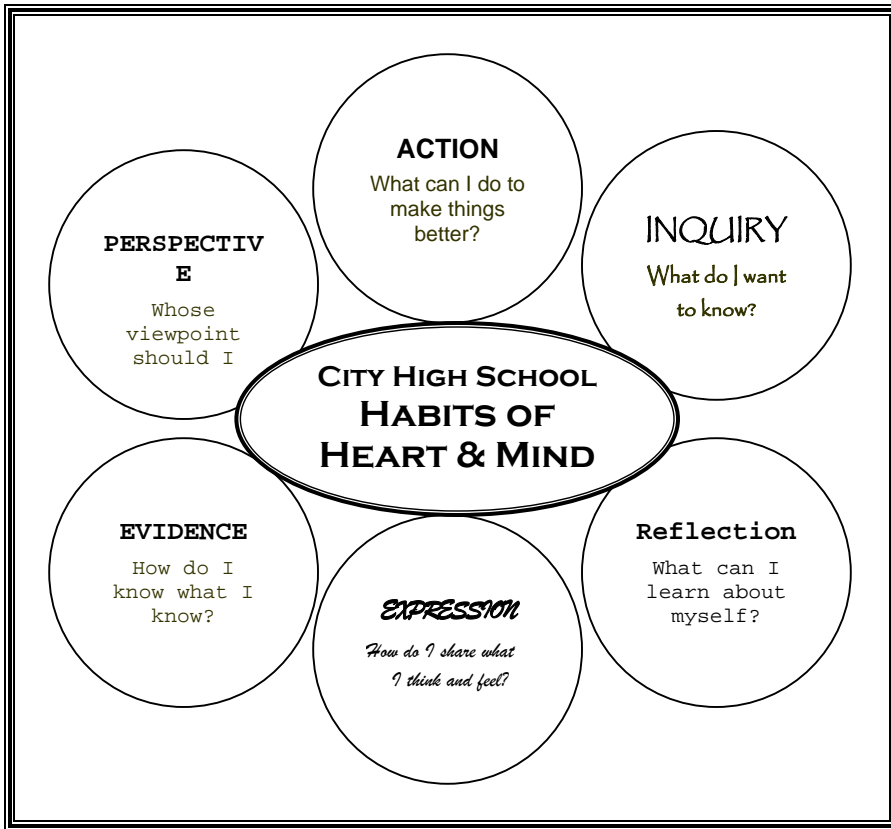 ACTION
What can I do to
make things
better?
INQUIRY
What do I want
to know?
PERSPECTIV
E
Whose
viewpoint
should I
CITY HIGH SCHOOL
HABITS OF
HEART & MIND
EVIDENCE
How do I
know what I
know?
Reflection
What can I
learn about
myself?
EXPRESSION
How do I share what
I think and feel?